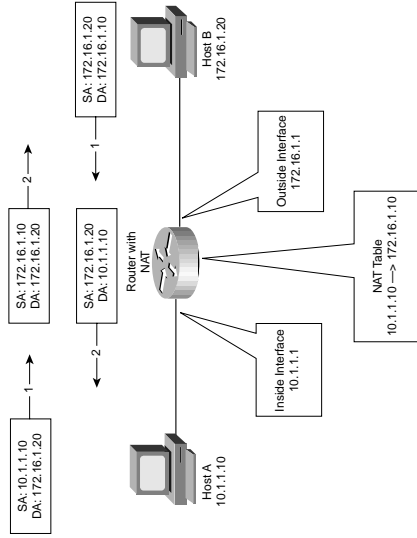 SA: 10.1.1.10
DA: 172.16.1.20
1
SA: 172.16.1.10
DA: 172.16.1.20
2
SA: 172.16.1.20
DA: 10.1.1.10
2
SA: 172.16.1.20
DA: 172.16.1.10
1
Router with
NAT
Host A
10.1.1.10
Host B
172.16.1.20
Inside Interface
10.1.1.1
Outside Interface
172.16.1.1
NAT Table
10.1.1.10 —> 172.16.1.10